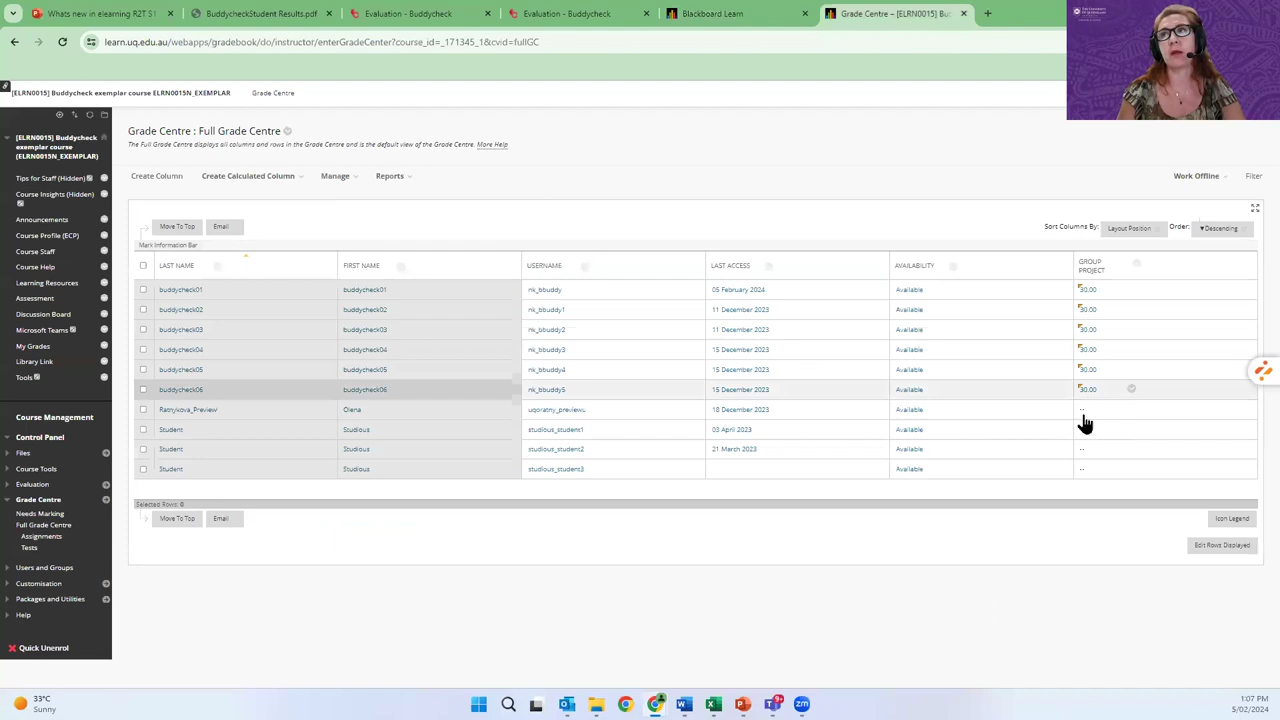 Whats new in elearning R2T S1
BuddycheckStudent Results.pdf
Evaluation – Buddycheck
Evaluation – Buddycheck
Blackboard Learn
Grade Centre – [ELRN0015] Bu
learn.uq.edu.au/webapps/gradebook/do/instructor/enterGradeCenter?course_id=_171345_1&cvid=fullGC
[ELRN0015] Buddycheck exemplar course ELRN0015N_EXEMPLAR)
Grade Centre
[ELRN0015] Buddycheck
exemplar course
(ELRN0015N_EXEMPLAR)
Tips for Staff (Hidden)
Course Insights (Hidden)
Announcements
Course Profile (ECP)
Course Staff
Course Help
Learning Resources
Assessment
Discussion Board
Microsoft Teams
My Grades
Library Link
Tools
Course Management
Control Panel
Files
Course Tools
Evaluation
Grade Centre
Needs Marking
Full Grade Centre
Assignments
Tests
Users and Groups
Customisation
Packages and Utilities
Help
Quick Unenrol
Grade Centre : Full Grade Centre
The Full Grade Centre displays all columns and rows in the Grade Centre and is the default view of the Grade Centre. More Help
Create Column Create Calculated Column Manage Reports Work Offline Filter
Move To Top Email Sort Columns By: Layout Position Order: ▼Descending
Mark Information Bar
LAST NAME FIRST NAME USERNAME LAST ACCESS AVAILABILITY GROUP PROJECT
buddycheck01 buddycheck01 nk_bbuddy 05 February 2024 Available 30.00
buddycheck02 buddycheck02 nk_bbuddy1 11 December 2023 Available 30.00
buddycheck03 buddycheck03 nk_bbuddy2 11 December 2023 Available 30.00
buddycheck04 buddycheck04 nk_bbuddy3 15 December 2023 Available 30.00
buddycheck05 buddycheck05 nk_bbuddy4 15 December 2023 Available 30.00
buddycheck06 buddycheck06 nk_bbuddy5 15 December 2023 Available 30.00
Ratnykova_Preview Olena 18 December 2023 Available --
Student Studious studious_student1 03 April 2023 Available --
Student Studious studious_student2 21 March 2023 Available --
Student Studious studious_student3 Available --
Selected Rows: 0
Move To Top Email Icon Legend
Edit Rows Displayed
33°C
Sunny
1:07 PM
5/02/2024